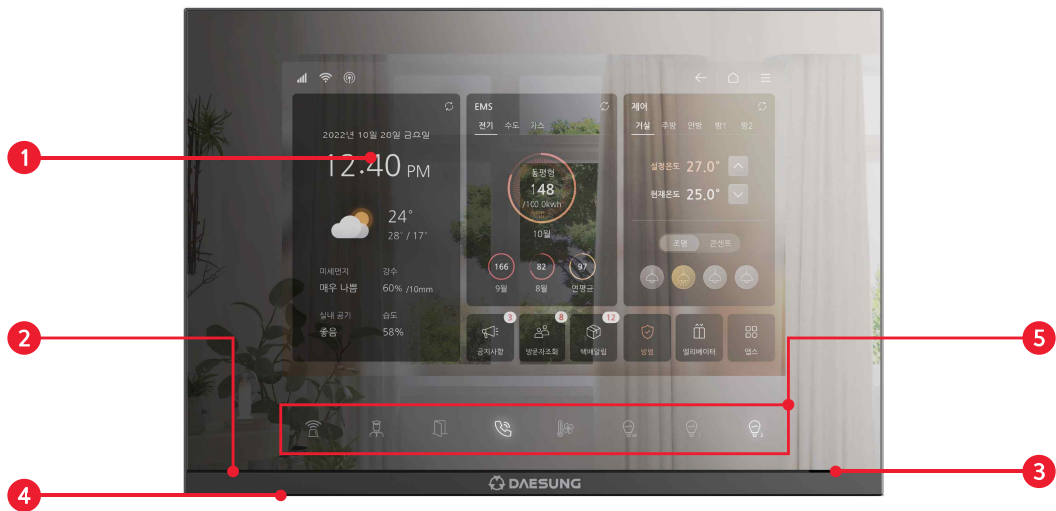 EMS
제어
전기 수도 가스
거실 주방 안방 방1 방2
2022년 10월 20일 금요일
12:40 PM
동평형
148
/100 0kwh
10월
설정온도 27.0°
현재온도 25.0°
24°
28° / 17°
조명 콘센트
166
82
97
9월
8월
연평균
미세먼지 강수
매우 나쁨 60% /10mm
실내 공기 습도
좋음 58%
3
8
12
공지사항
방문자조회
택배알림
방범
엘리베이터
앱스
DAESUNG
1
2
3
4
5